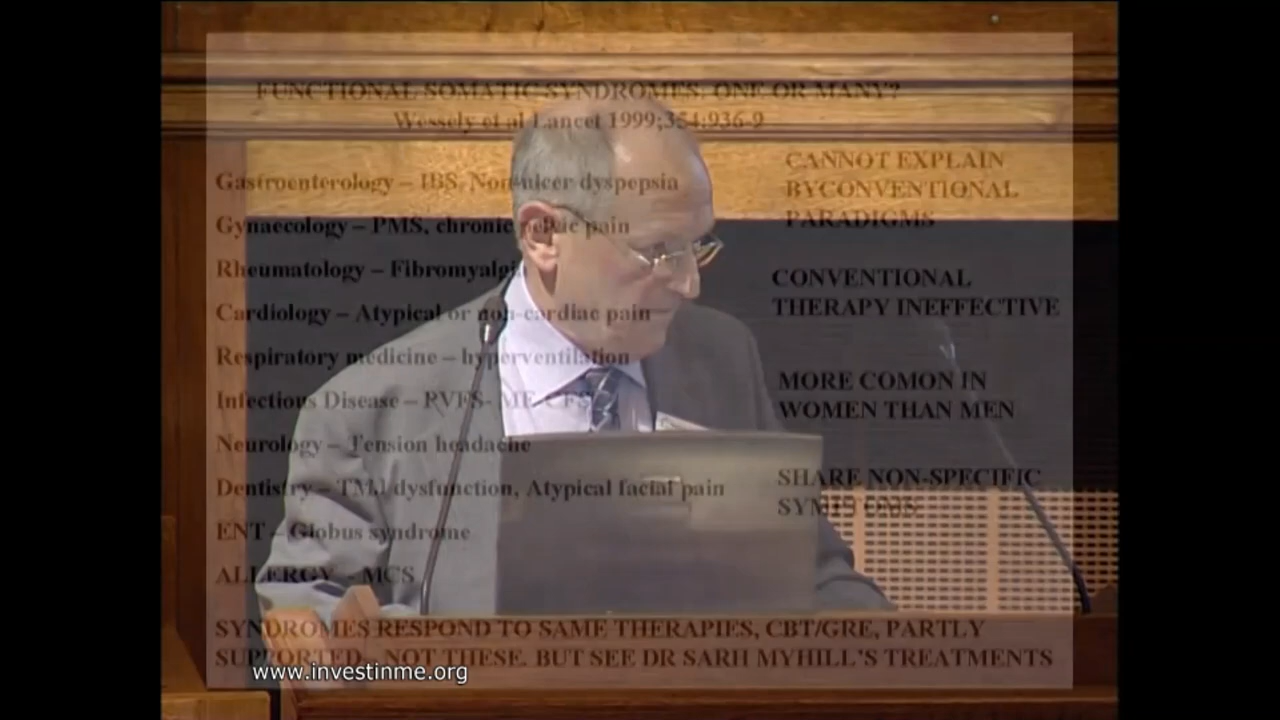 FUNCTIONAL SOMATIC SYNDROMES: ONE OR MANY?
Wessely et al Lancet 1999;354:936-9
Gastroenterology – IBS, Non-ulcer dyspepsia
Gynaecology – PMS, chronic pelvic pain
Rheumatology – Fibromyalgia
Cardiology – Atypical or non-cardiac pain
Respiratory medicine – hyperventilation
Infectious Disease – PVFS- ME-CFS
Neurology – Tension headache
Dentistry – TMJ dysfunction, Atypical facial pain
ENT – Globus syndrome
ALLERGY - MCS
CANNOT EXPLAIN
BYCONVENTIONAL
PARADIGMS
CONVENTIONAL
THERAPY INEFFECTIVE
MORE COMON IN
WOMEN THAN MEN
SHARE NON-SPECIFIC
SYNDROMES RESPOND TO SAME THERAPIES, CBT/GRE, PARTLY
SUPPORTED NOT THESE. BUT SEE DR SARH MYHILL'S TREATMENTS
www.investinme.org